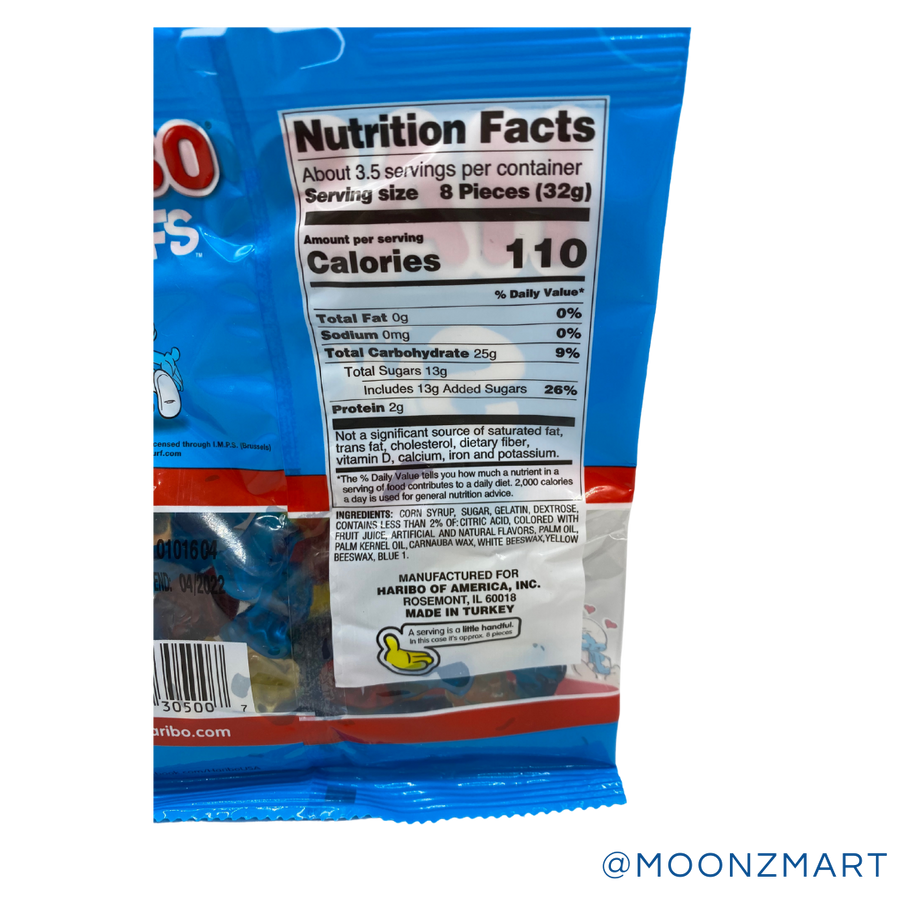 Nutrition Facts
About 3.5 servings per container
Serving size 8 Pieces (32g)
Amount per serving
Calories 110
% Daily Value*
Total Fat 0g 0%
Sodium 0mg 0%
Total Carbohydrate 25g 9%
Total Sugars 13g
Includes 13g Added Sugars 26%
Protein 2g
Not a significant source of saturated fat,
trans fat, cholesterol, dietary fiber,
vitamin D, calcium, iron and potassium.
*The % Daily Value tells you how much a nutrient in a
serving of food contributes to a daily diet. 2,000 calories
a day is used for general nutrition advice.
INGREDIENTS: CORN SYRUP, SUGAR, GELATIN, DEXTROSE,
CONTAINS LESS THAN 2% OF: CITRIC ACID, COLORED WITH
FRUIT JUICE, ARTIFICIAL AND NATURAL FLAVORS, PALM OIL,
PALM KERNEL OIL, CARNAUBA WAX, WHITE BEESWAX, YELLOW
BEESWAX, BLUE 1.
MANUFACTURED FOR
HARIBO OF AMERICA, INC.
ROSEMONT, IL 60018
MADE IN TURKEY
A serving is a little handful.
In this case it's approx. 8 pieces
BO
FS™
censed through I.M.P.S. (Brussels)
urf.com
01016 04
END. 04/2022
30500 7
aribo.com
@MOONZMART